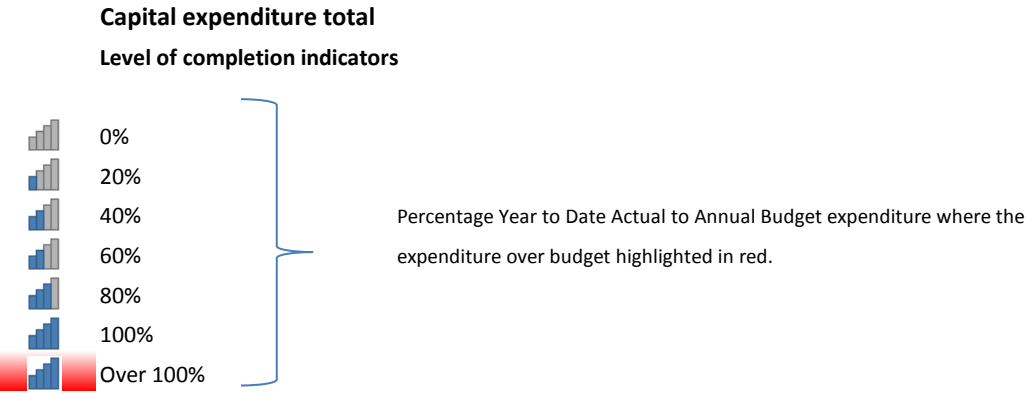 Capital expenditure total
Level of completion indicators
0%
20%
40%
60%
80%
100%
Over 100%
Percentage Year to Date Actual to Annual Budget expenditure where the
expenditure over budget highlighted in red.